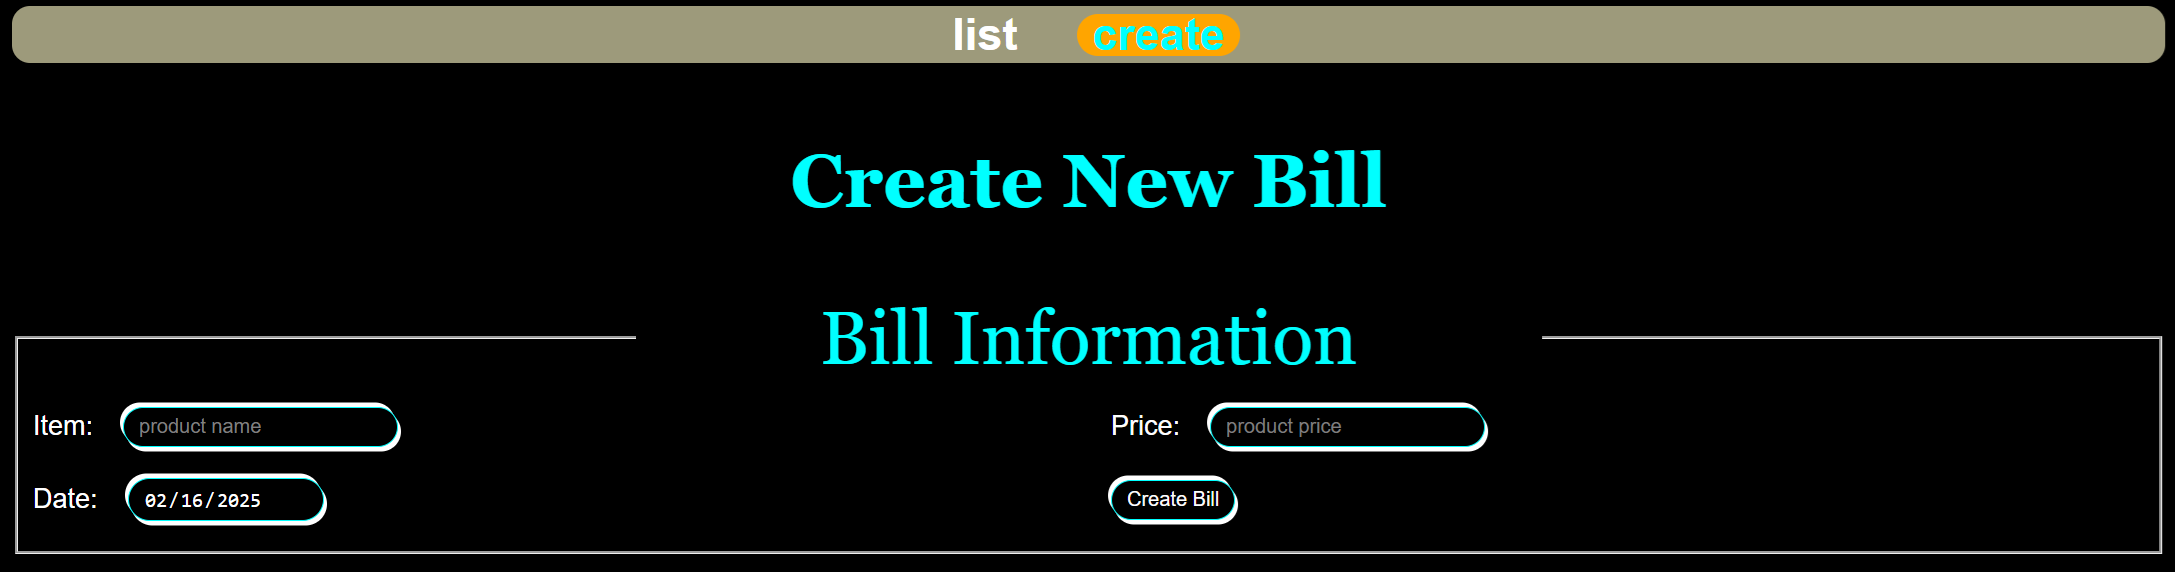 list create
Create New Bill
Bill Information
Item: product name Price: product price
Date: 02/16/2025 Create Bill